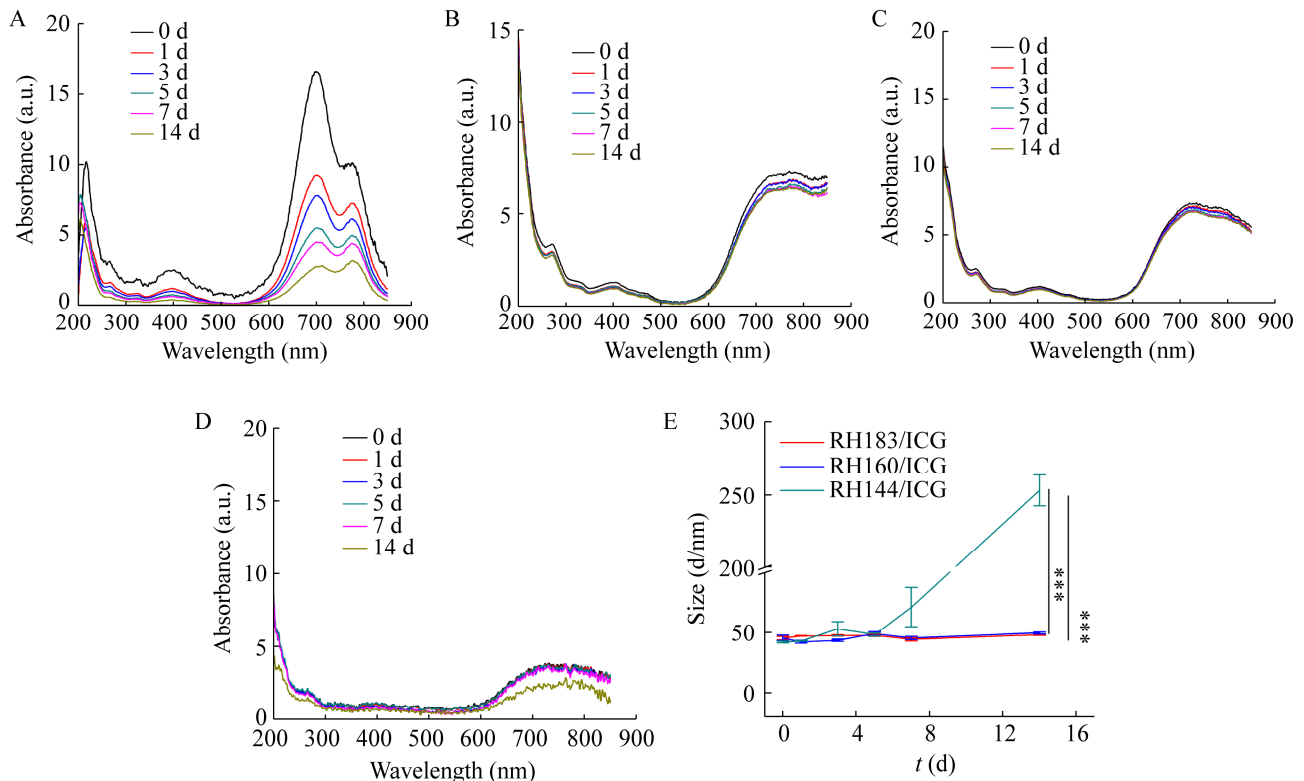 A
20
15
10
5
0
Absorbance (a.u.)
0 d
1 d
3 d
5 d
7 d
14 d
200 300 400 500 600 700 800 900
Wavelength (nm)
B
15
10
5
0
Absorbance (a.u.)
0 d
1 d
3 d
5 d
7 d
14 d
200 300 400 500 600 700 800 900
Wavelength (nm)
C
20
15
10
5
0
Absorbance (a.u.)
0 d
1 d
3 d
5 d
7 d
14 d
200 300 400 500 600 700 800 900
Wavelength (nm)
D
20
15
10
5
0
Absorbance (a.u.)
0 d
1 d
3 d
5 d
7 d
14 d
200 300 400 500 600 700 800 900
Wavelength (nm)
E
300
250
200
50
0
Size (d/nm)
RH183/ICG
RH160/ICG
RH144/ICG
***
***
0 4 8 12 16
t (d)